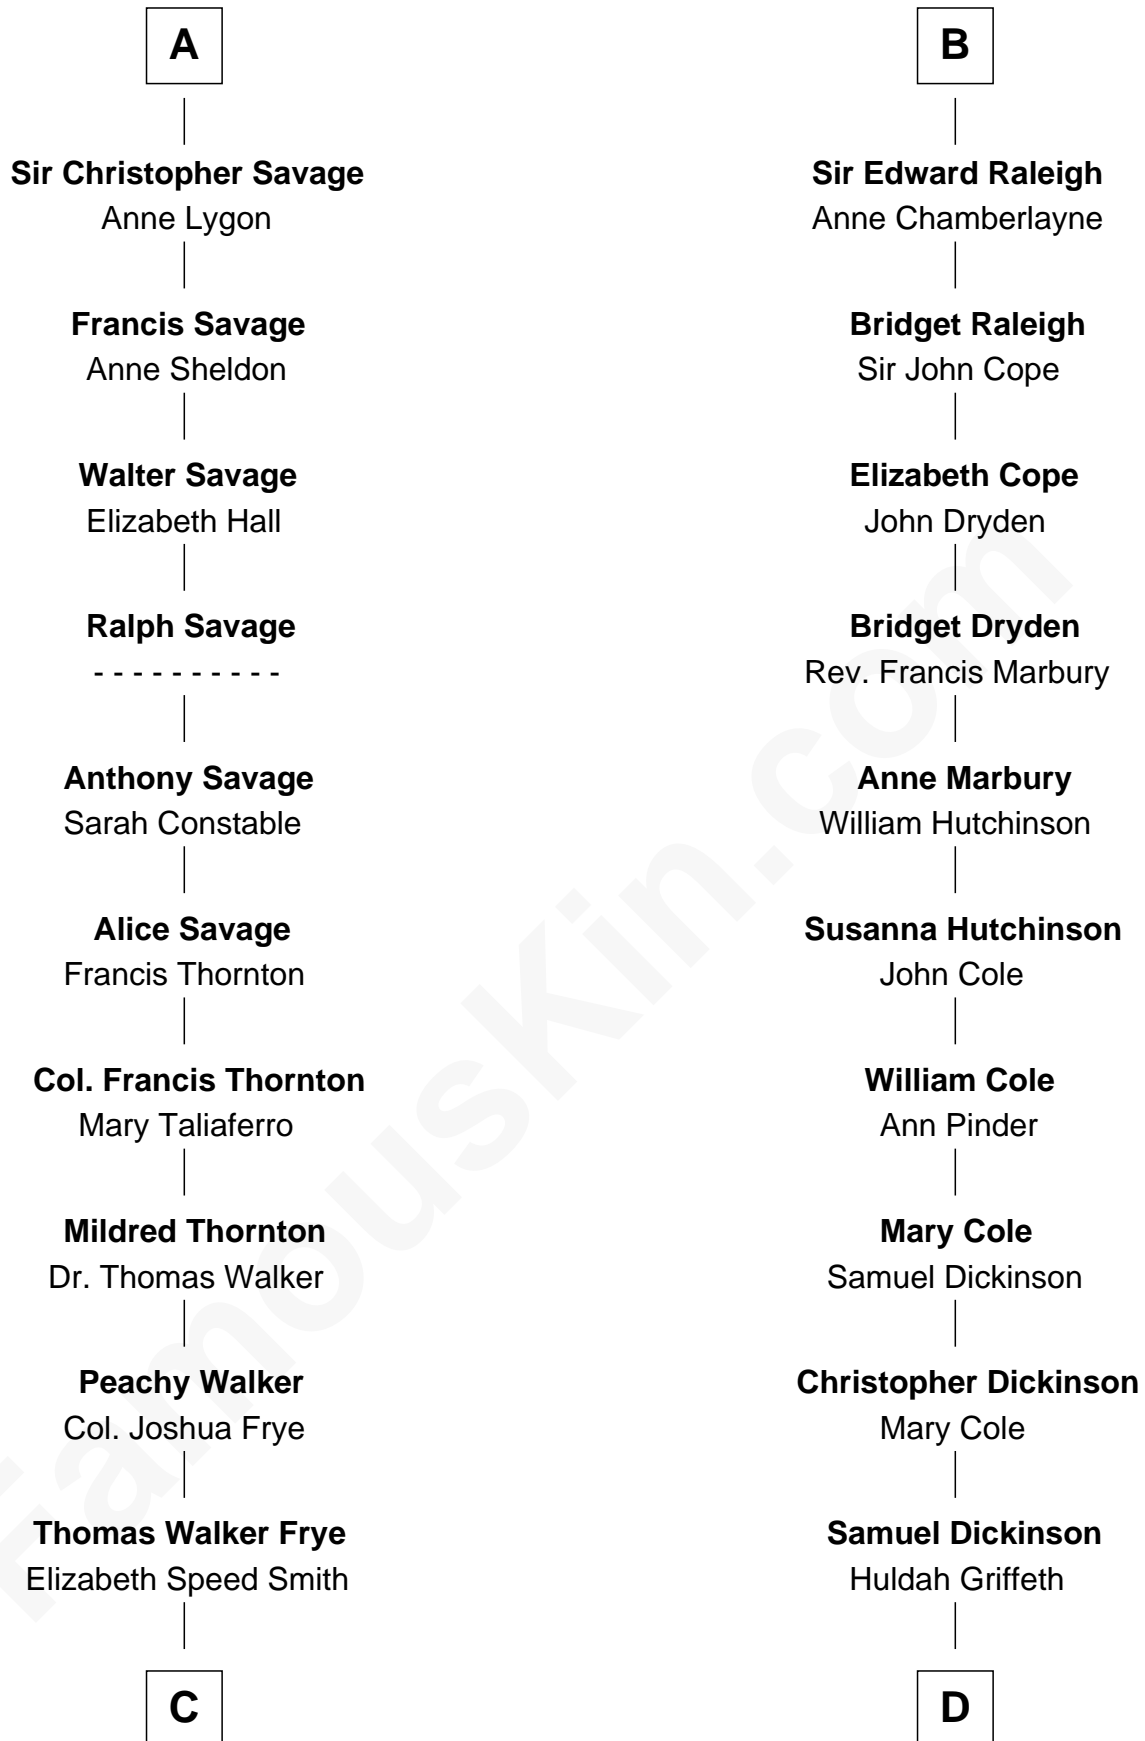 A
Sir Christopher Savage
Anne Lygon
Francis Savage
Anne Sheldon
Walter Savage
Elizabeth Hall
Ralph Savage
- - - - - - - - - -
Anthony Savage
Sarah Constable
Alice Savage
Francis Thornton
Col. Francis Thornton
Mary Taliaferro
Mildred Thornton
Dr. Thomas Walker
Peachy Walker
Col. Joshua Frye
Thomas Walker Frye
Elizabeth Speed Smith
C
B
Sir Edward Raleigh
Anne Chamberlayne
Bridget Raleigh
Sir John Cope
Elizabeth Cope
John Dryden
Bridget Dryden
Rev. Francis Marbury
Anne Marbury
William Hutchinson
Susanna Hutchinson
John Cole
William Cole
Ann Pinder
Mary Cole
Samuel Dickinson
Christopher Dickinson
Mary Cole
Samuel Dickinson
Huldah Griffeth
D
FamousKin.com